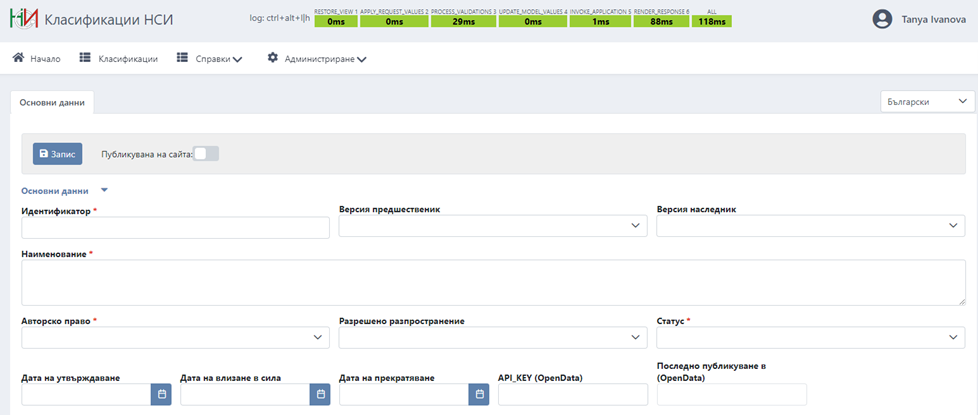 НСИ Класификации НСИ
log: ctrl+alt+l|h
RESTORE_VIEW 1 APPLY_REQUEST_VALUES 2 PROCESS_VALIDATIONS 3 UPDATE_MODEL_VALUES 4 INVOKE_APPLICATION 5 RENDER_RESPONSE 6 ALL
0ms 0ms 29ms 0ms 1ms 88ms 118ms
Tanya Ivanova
Начало Класификации Справки Администриране
Основни данни
Български
Запис Публикувана на сайта:
Основни данни
Идентификатор * Версия предшественик Версия наследник
Наименование *
Авторско право * Разрешено разпространение Статус *
Дата на утвърждаване Дата на влизане в сила Дата на прекратяване API_KEY (OpenData) Последно публикуване в
(OpenData)